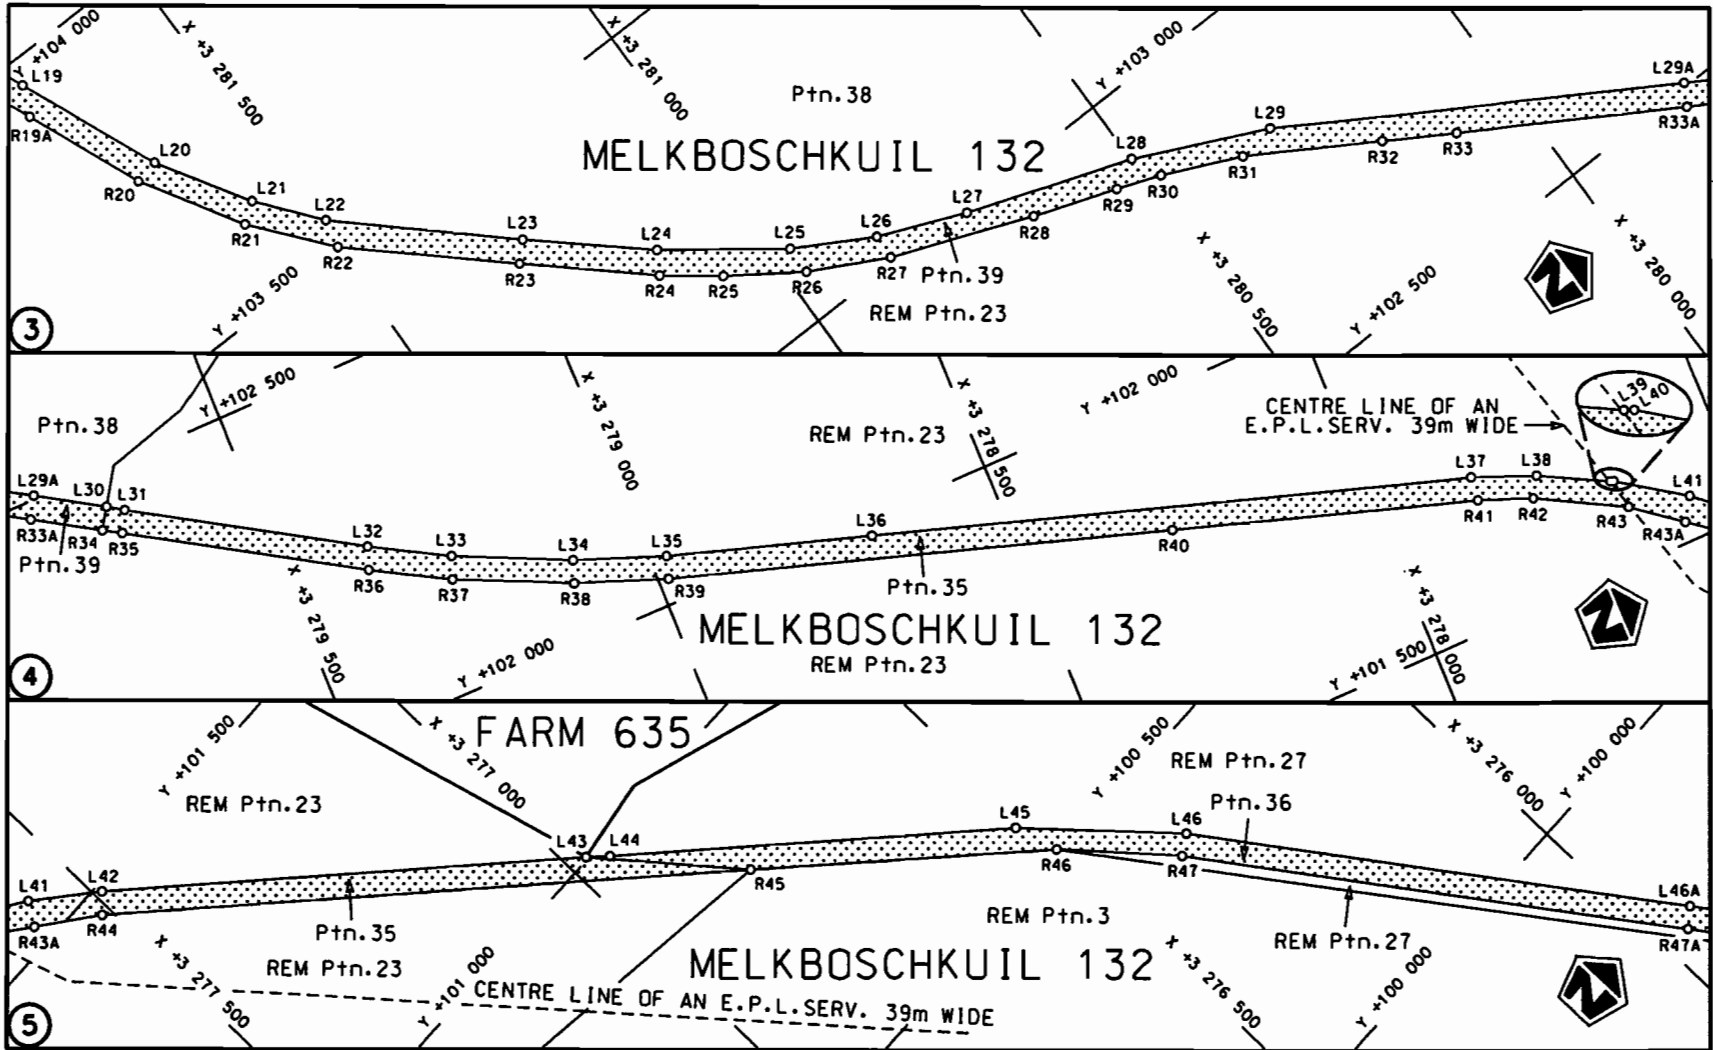 Y +104 000
X +3 281 500
X +3 281 000
Y +103 000
L19
L29A
Ptn.38
R19A
L20
MELKBOSCHKUIL 132
L28
L29
R33A
R20
L21
L22
R32
R33
R31
R30
R29
L27
R21
R22
L23
L24
L25
L26
R28
R23
R24
R25
R26
R27
Ptn.39
REM Ptn.23
Y +103 500
X +3 280 500
Y +102 500
X +3 280 000
3
Y +102 500
X +3 279 000
X +3 278 500
Y +102 000
Ptn.38
REM Ptn.23
CENTRE LINE OF AN
E.P.L.SERV. 39m WIDE
L39
L40
L29A
L30
L31
L37
L38
L41
R33A
R34
R35
R41
R42
R43
R43A
Ptn.39
L32
L33
L34
L35
L36
R40
R36
R37
R38
R39
Ptn.35
X +3 279 500
MELKBOSCHKUIL 132
REM Ptn.23
Y +102 000
X +3 278 000
Y +101 500
4
Y +101 500
X +3 277 000
FARM 635
Y +100 500
REM Ptn.27
X +3 276 000
Y +100 000
REM Ptn.23
Ptn.36
L45
L46
L43
L44
L41
L42
R45
R46
R47
L46A
R43A
R44
Ptn.35
REM Ptn.3
REM Ptn.27
R47A
REM Ptn.23
MELKBOSCHKUIL 132
X +3 277 500
Y +101 000
X +3 276 500
Y +100 000
CENTRE LINE OF AN E.P.L.SERV. 39m WIDE
5